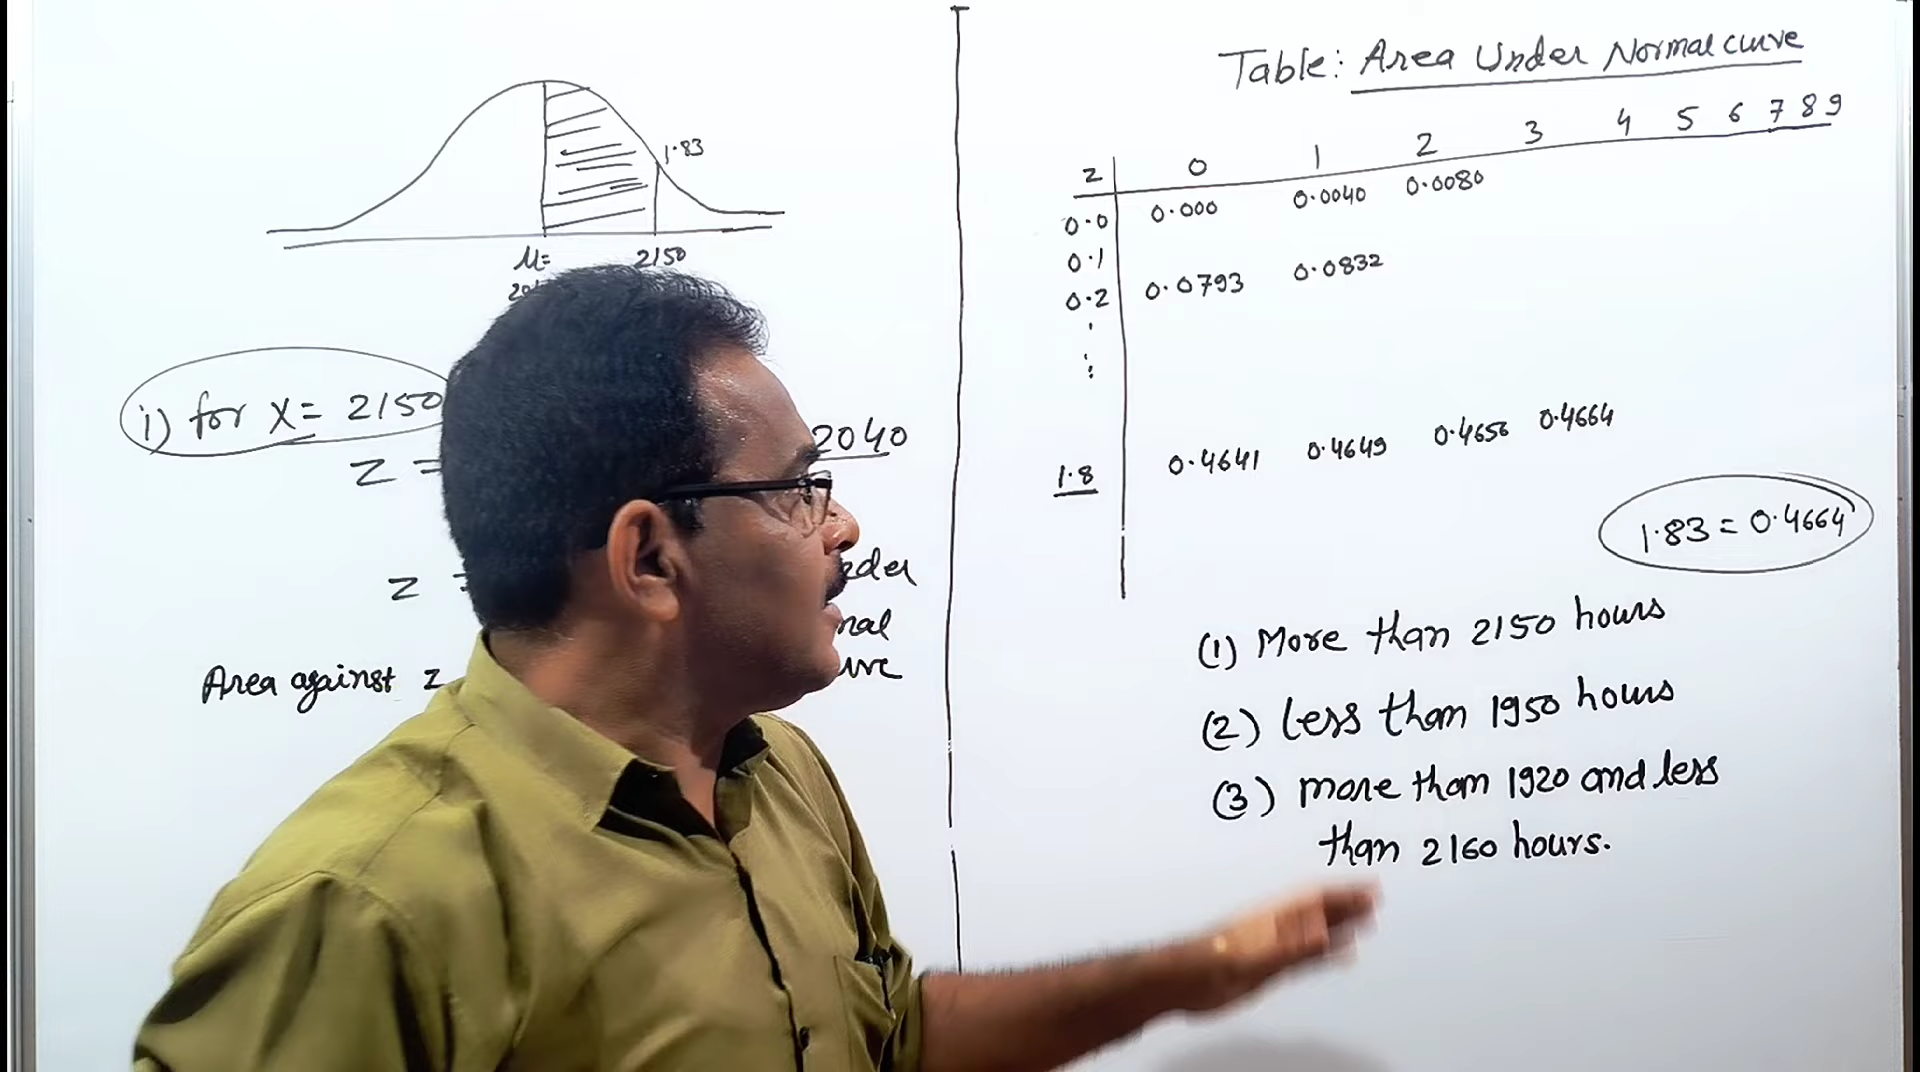 1.83
μ=
2150
i) for X= 2150
2040
z =
z
Area against z
Table: Area Under Normal curve
z 0 1 2 3 4 5 6 7 8 9
0.0 0.000 0.0040 0.0080
0.1
0.2 0.0793 0.0832
1.8 0.4641 0.4649 0.4656 0.4664
1.83 = 0.4664
(1) More than 2150 hours
(2) Less than 1950 hours
(3) more than 1920 and less
than 2160 hours.